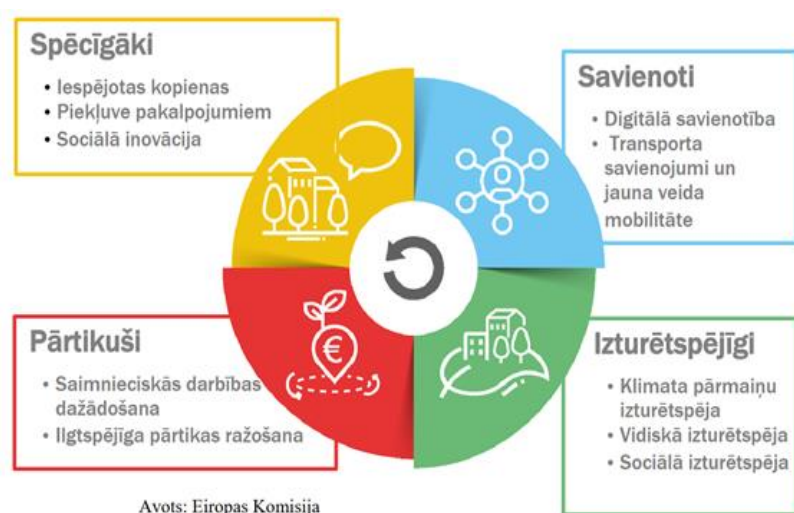 Spēcīgāki
• Iespējotas kopienas
• Piekļuve pakalpojumiem
• Sociālā inovācija
Savienoti
• Digitālā savienotība
• Transporta
savienojumi un
jauna veida
mobilitāte
Pārtikuši
• Saimnieciskās darbības
dažādošana
• Ilgtspējīga pārtikas ražošana
€
Izturētspējīgi
• Klimata pārmaiņu
izturētspēja
• Vidiskā izturētspēja
• Sociālā izturētspēja
Avots: Eiropas Komisija